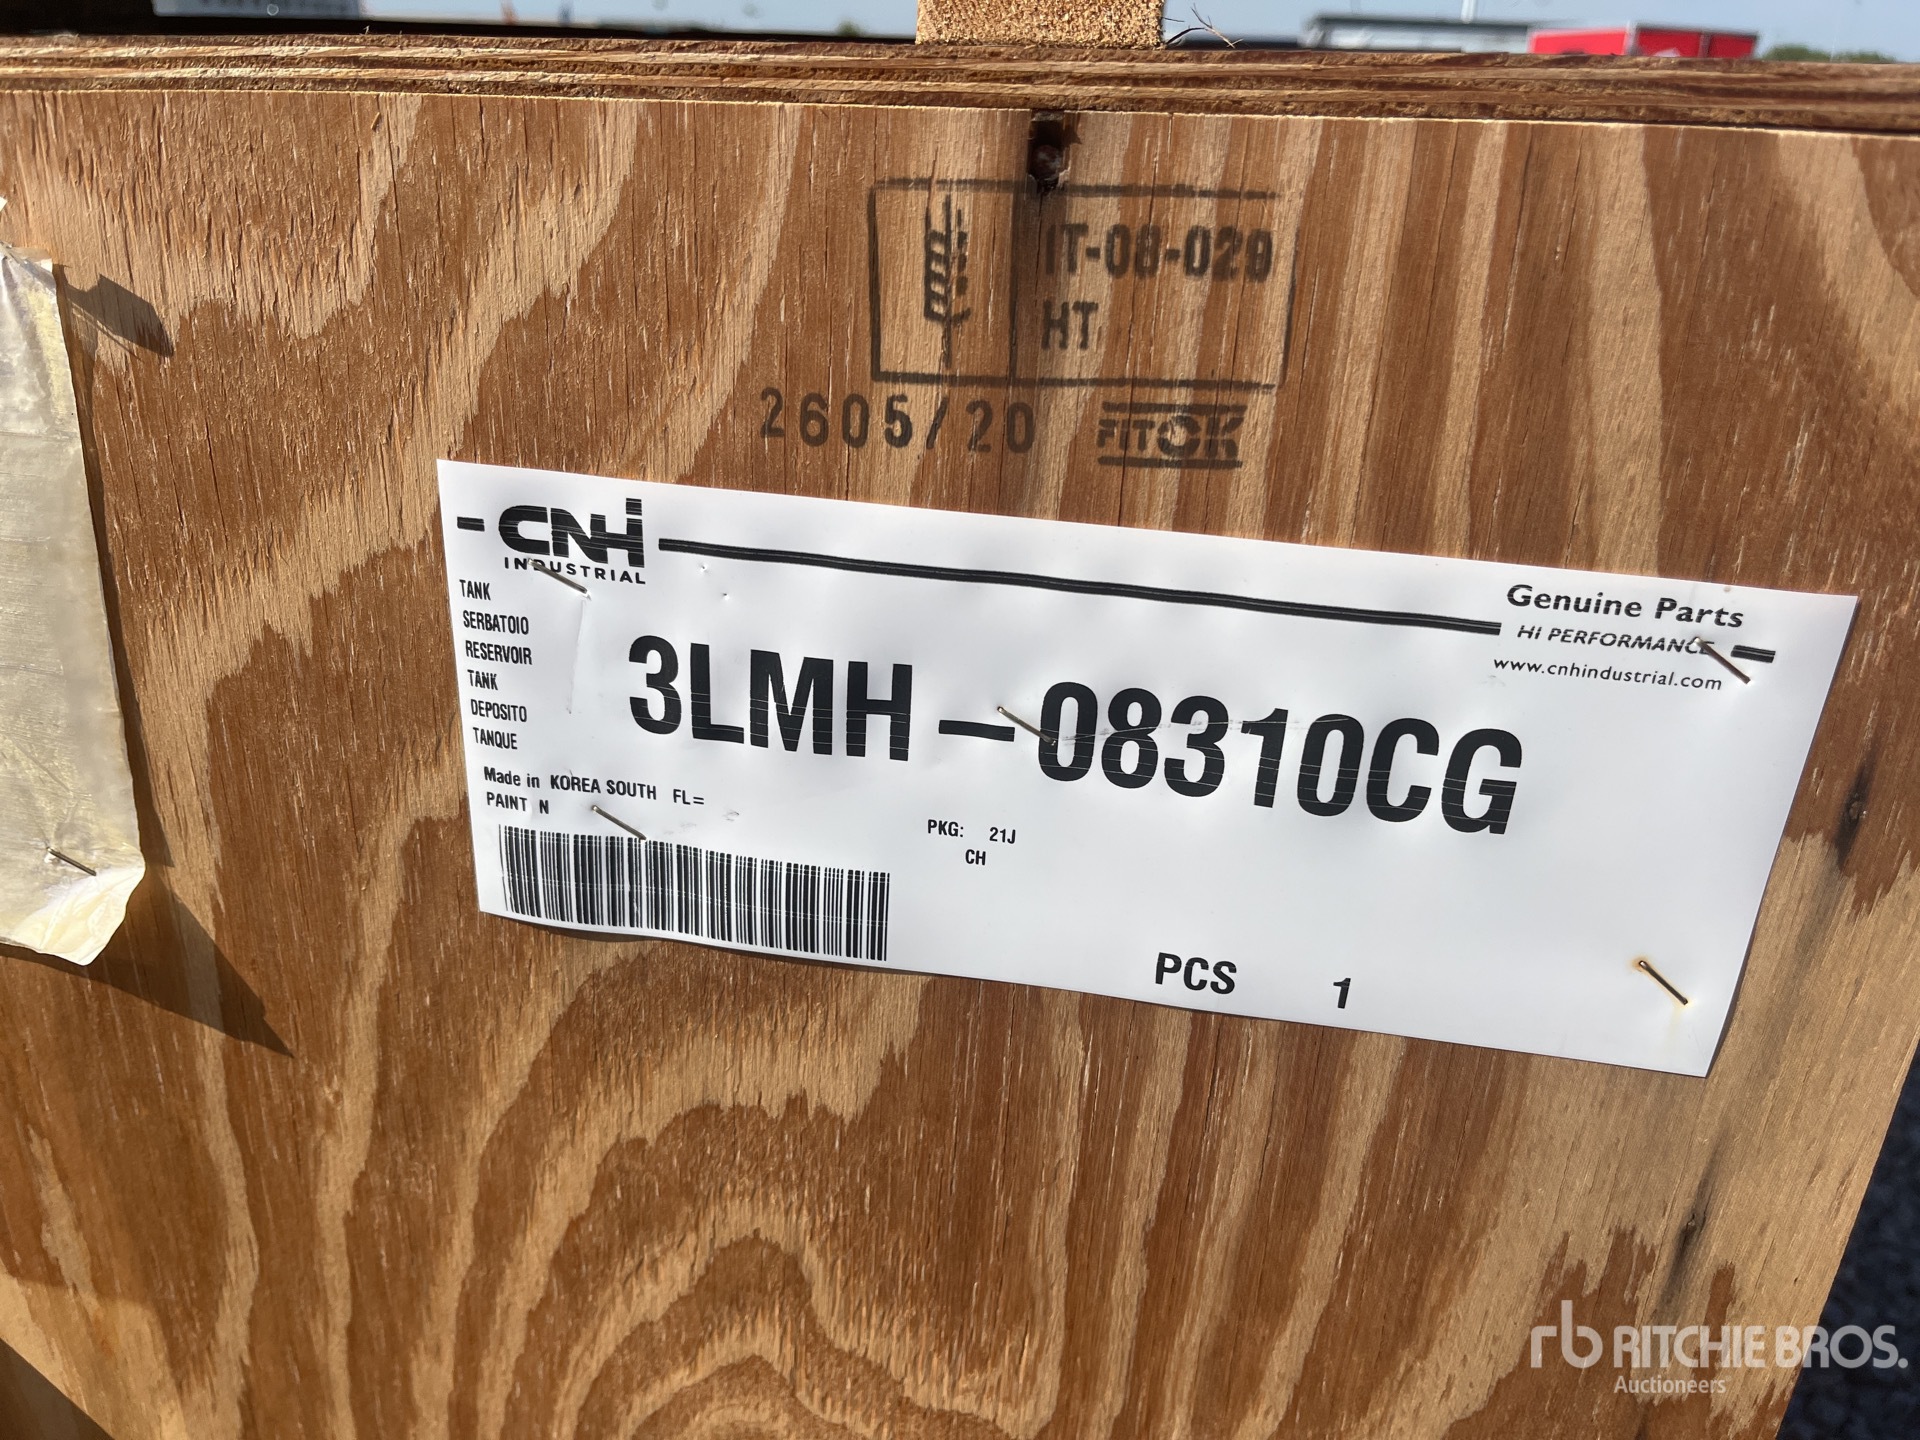 IT-08-029
HT
2605/20 FITOK
CNH
INDUSTRIAL
Genuine Parts
HI PERFORMANCE
www.cnhindustrial.com
TANK
SERBATOIO
RESERVOIR
TANK
DEPOSITO
TANQUE
3LMH-08310CG
Made in KOREA SOUTH FL=
PAINT N
PKG: 21J
CH
PCS 1
rb RITCHIE BROS.
Auctioneers